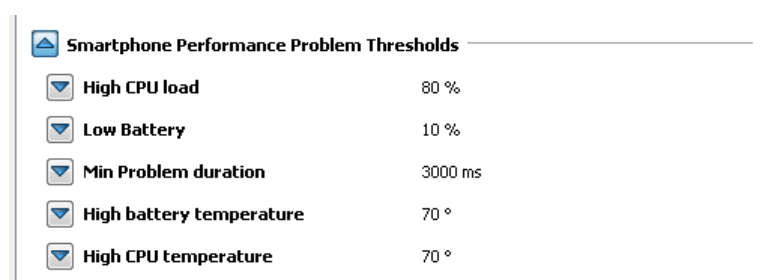 Smartphone Performance Problem Thresholds
High CPU load 80 %
Low Battery 10 %
Min Problem duration 3000 ms
High battery temperature 70 °
High CPU temperature 70 °